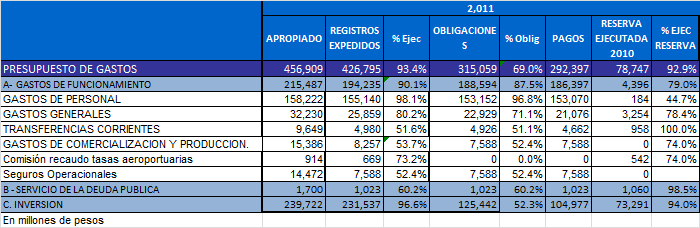 2,011
APROPIADO REGISTROS EXPEDIDOS % Ejec OBLIGACIONES % Oblig PAGOS RESERVA EJECUTADA 2010 % EJEC RESERVA
PRESUPUESTO DE GASTOS 456,909 426,795 93.4% 315,059 69.0% 292,397 78,747 92.9%
A- GASTOS DE FUNCIONAMIENTO 215,487 194,235 90.1% 188,594 87.5% 186,397 4,396 79.0%
GASTOS DE PERSONAL 158,222 155,140 98.1% 153,152 96.8% 153,070 184 44.7%
GASTOS GENERALES 32,230 25,859 80.2% 22,929 71.1% 21,076 3,254 78.4%
TRANSFERENCIAS CORRIENTES 9,649 4,980 51.6% 4,926 51.1% 4,662 958 100.0%
GASTOS DE COMERCIALIZACION Y PRODUCCION. 15,386 8,257 53.7% 7,588 52.4% 7,588 0 74.0%
Comisión recaudo tasas aeroportuarias 914 669 73.2% 0 0.0% 0 542 74.0%
Seguros Operacionales 14,472 7,588 52.4% 7,588 52.4% 7,588 0
B - SERVICIO DE LA DEUDA PUBLICA 1,700 1,023 60.2% 1,023 60.2% 1,023 1,060 98.5%
C. INVERSION 239,722 231,537 96.6% 125,442 52.3% 104,977 73,291 94.0%
En millones de pesos